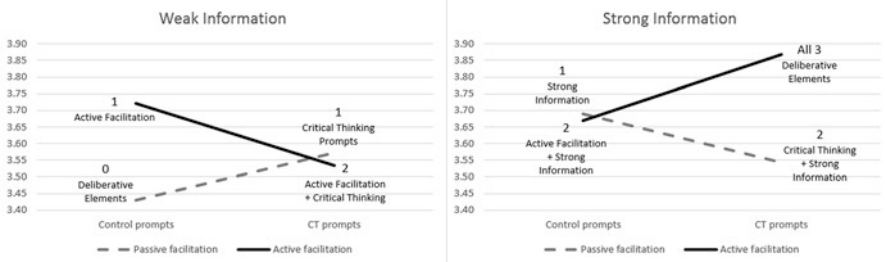 Weak Information
3.90
3.85
3.80
3.75
3.70
3.65
3.60
3.55
3.50
3.45
3.40
1
Active Facilitation
0
Deliberative
Elements
1
Critical Thinking
Prompts
2
Active Facilitation
+ Critical Thinking
Control prompts
CT prompts
Passive facilitation
Active facilitation
Strong Information
3.90
3.85
3.80
3.75
3.70
3.65
3.60
3.55
3.50
3.45
3.40
1
Strong
Information
2
Active Facilitation
+ Strong
Information
All 3
Deliberative
Elements
2
Critical Thinking
+ Strong
Information
Control prompts
CT prompts
Passive facilitation
Active facilitation